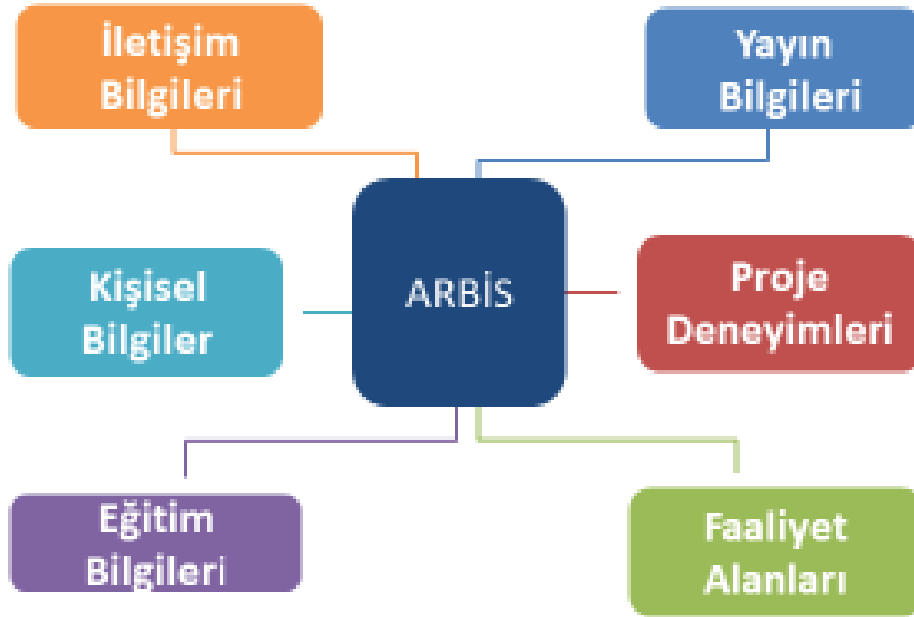 İletişim
Bilgileri
Yayın
Bilgileri
Kişisel
Bilgiler
ARBİS
Proje
Deneyimleri
Eğitim
Bilgileri
Faaliyet
Alanları